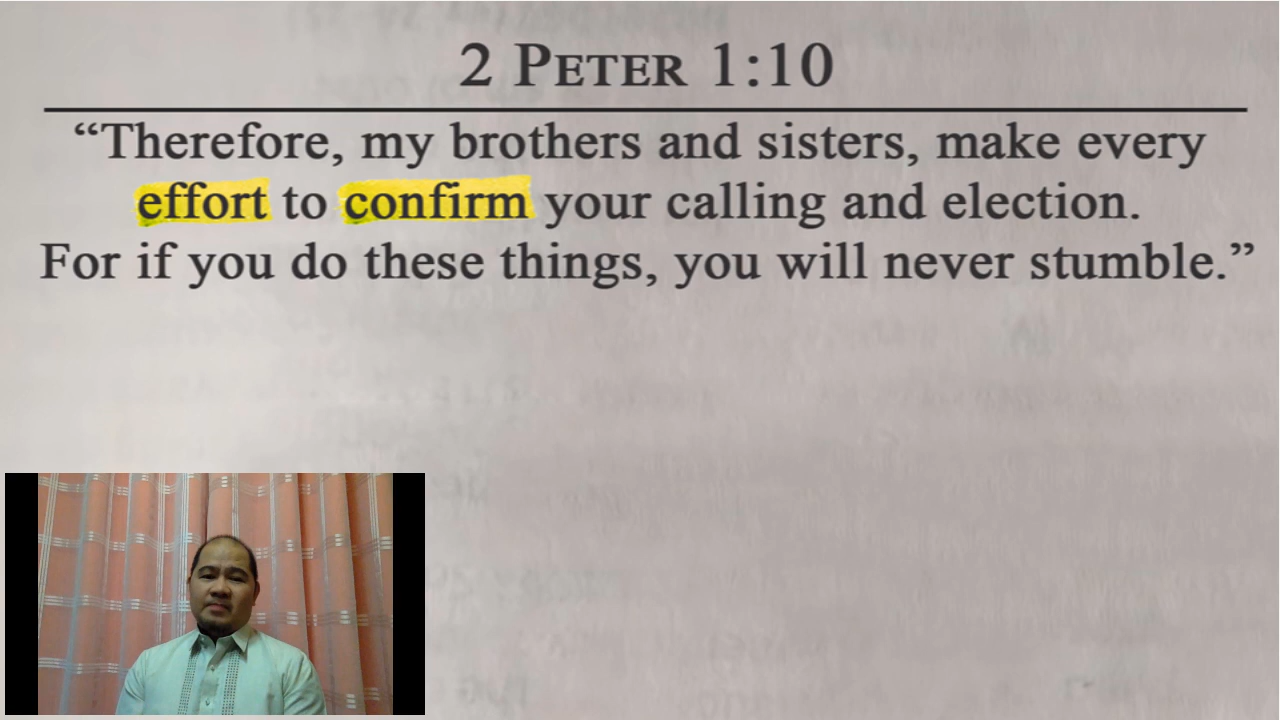 2 PETER 1:10
“Therefore, my brothers and sisters, make every
effort to confirm your calling and election.
For if you do these things, you will never stumble.”